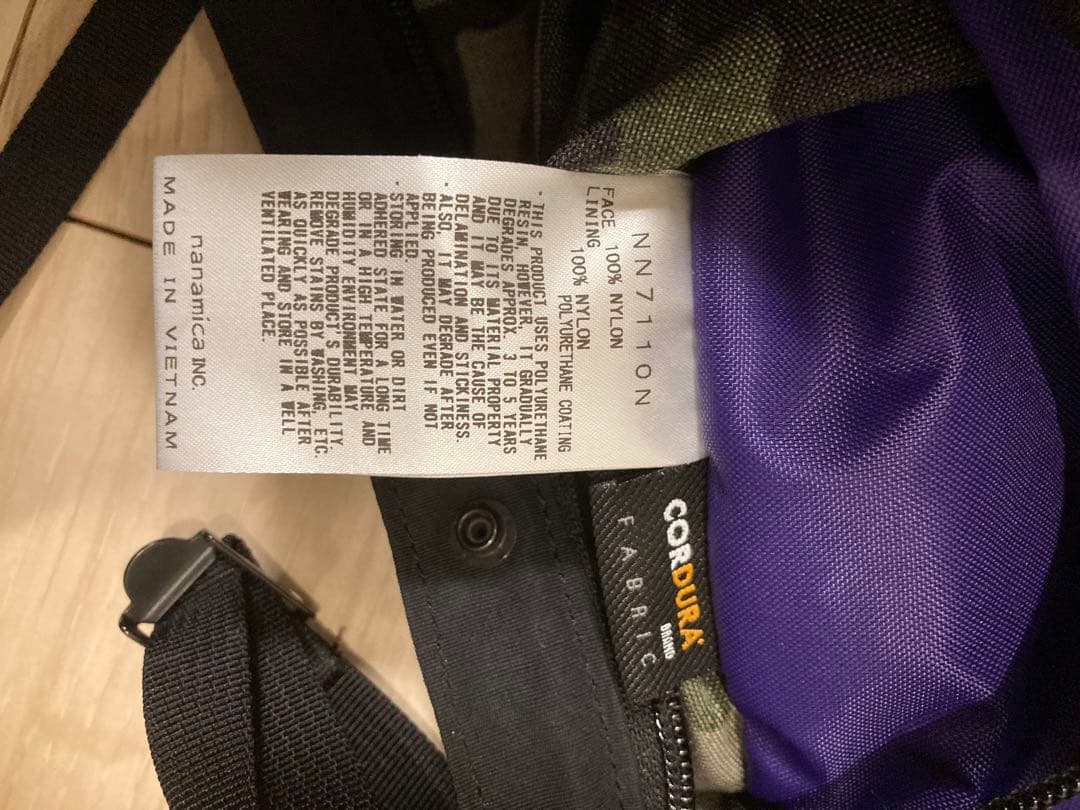 NN7110N
FACE 100% NYLON
LINING
100% NYLON
POLYURETHANE COATING
・THIS PRODUCT USES POLYURETHANE
RESIN, HOWEVER, IT GRADUALLY
DEGRADES APPROX. 3 TO 5 YEARS
DUE TO ITS MATERIAL PROPERTY
AND IT MAY BE THE CAUSE OF
DELAMINATION AND STICKINESS.
・ALSO, IT MAY DEGRADE AFTER
BEING PRODUCED EVEN IF NOT
APPLIED.
・STORING IN WATER OR DIRT
ADHERED STATE FOR A LONG TIME
OR IN A HIGH TEMPERATURE AND
HUMIDITY ENVIRONMENT MAY
DEGRADE PRODUCT'S DURABILITY.
REMOVE STAINS BY WASHING, ETC.
AS QUICKLY AS POSSIBLE AFTER
WEARING AND STORE IN A WELL
VENTILATED PLACE.
nanamica INC.
MADE IN VIETNAM
CORDURA
BRAND
FABRIC